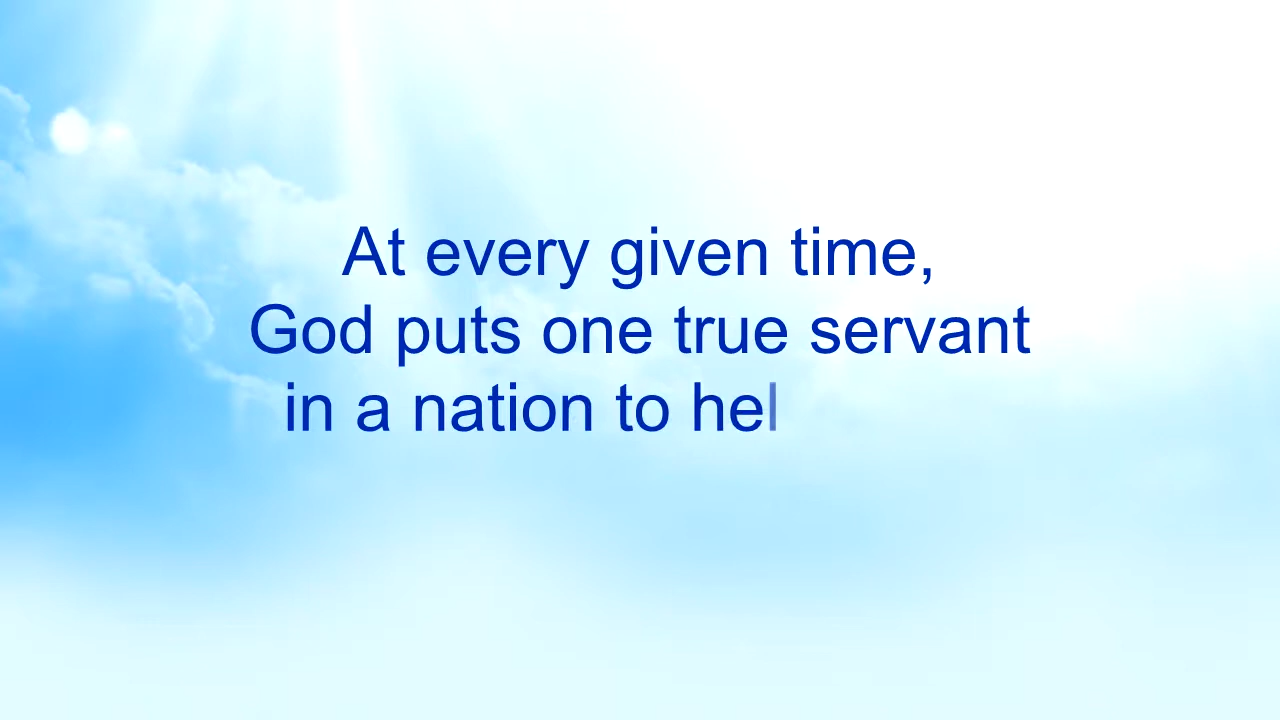 At every given time,
God puts one true servant
in a nation to hel